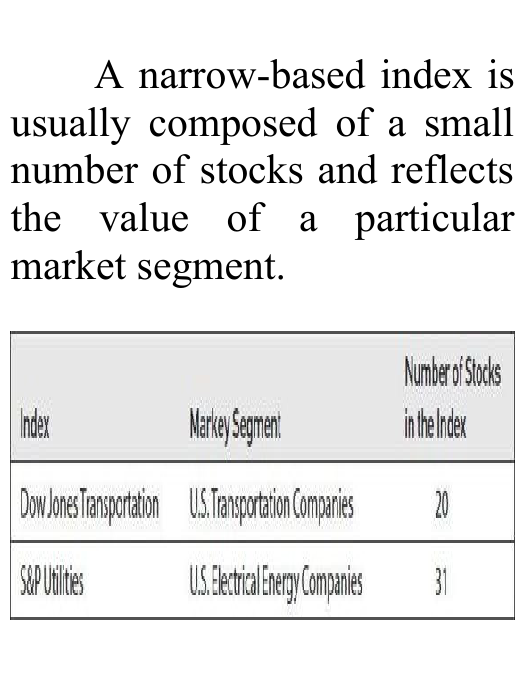 A narrow-based index is
usually composed of a small
number of stocks and reflects
the value of a particular
market segment.
Number of Stocks
Index Markey Segment in the Index
Dow Jones Transportation U.S. Transportation Companies 20
S&P Utilities U.S. Electrical Energy Companies 31